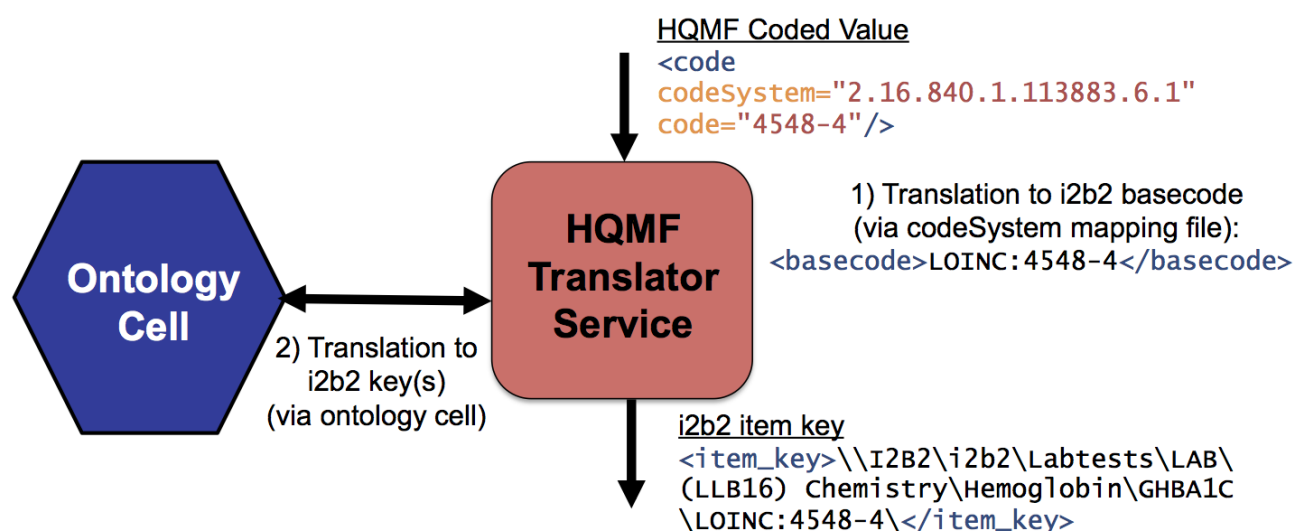 HQMF Coded Value
<code
codeSystem="2.16.840.1.113883.6.1"
code="4548-4"/>
1) Translation to i2b2 basecode
(via codeSystem mapping file):
<basecode>LOINC:4548-4</basecode>
HQMF
Translator
Service
Ontology
Cell
2) Translation to
i2b2 key(s)
(via ontology cell)
i2b2 item key
<item_key>\\I2B2\i2b2\Labtests\LAB\
(LLB16) Chemistry\Hemoglobin\GHBA1C
\LOINC:4548-4\</item_key>